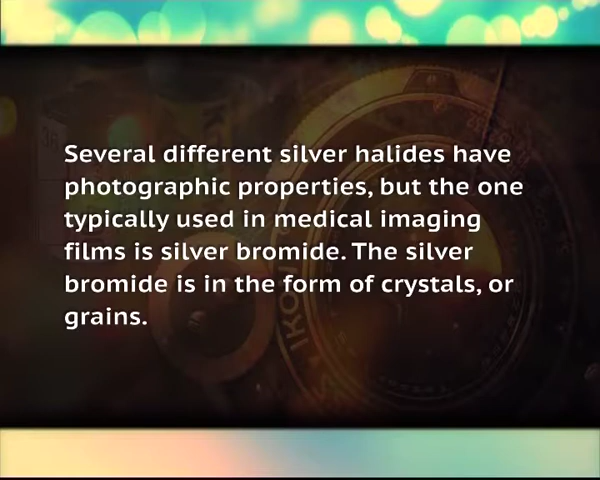 Several different silver halides have
photographic properties, but the one
typically used in medical imaging
films is silver bromide. The silver
bromide is in the form of crystals, or
grains.